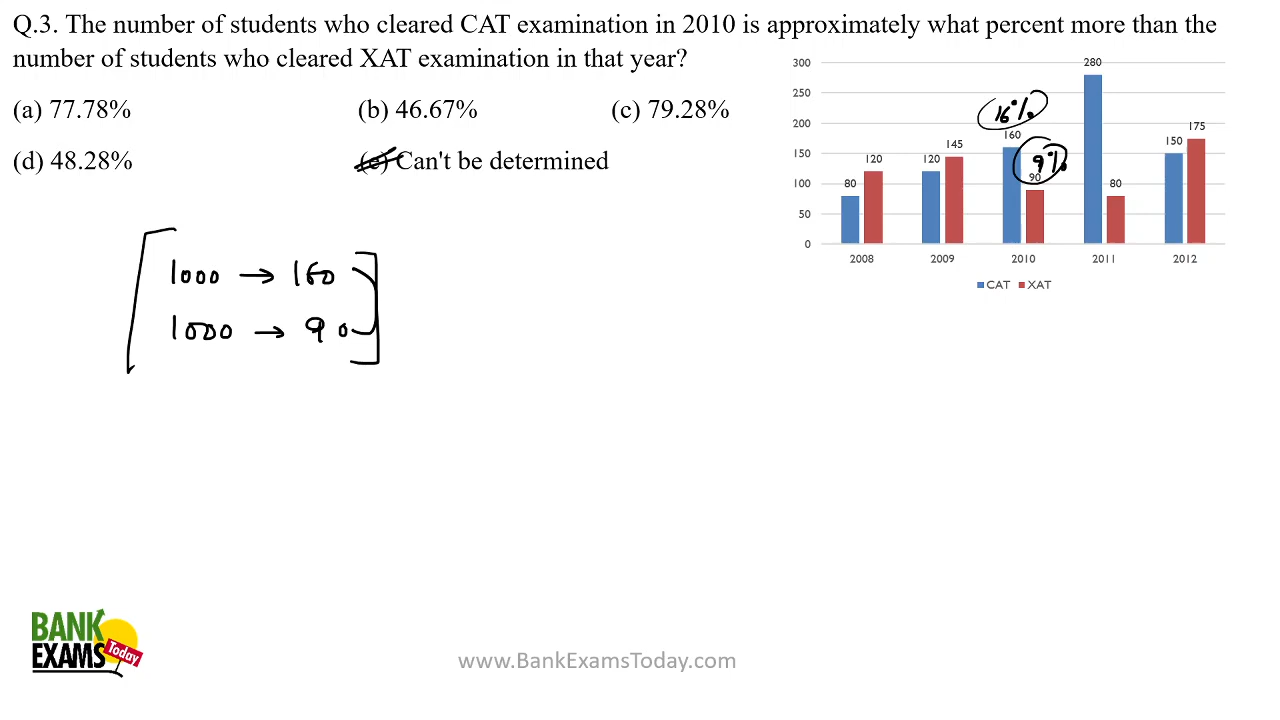 Q.3. The number of students who cleared CAT examination in 2010 is approximately what percent more than the
number of students who cleared XAT examination in that year?
(a) 77.78% (b) 46.67% (c) 79.28%
(d) 48.28% (e) Can't be determined
300
250
200
150
100
50
0
80
120
120
145
160
90
280
80
150
175
16%
9%
2008 2009 2010 2011 2012
CAT XAT
1000 → 160
1000 → 90
BANK
EXAMS
Today
www.BankExamsToday.com